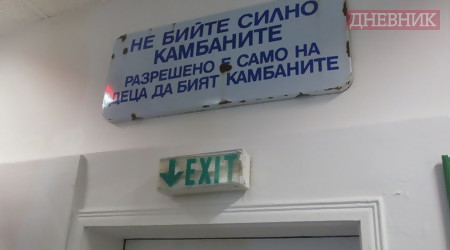 ДНЕВНИК
НЕ БИЙТЕ СИЛНО
КАМБАНИТЕ
РАЗРЕШЕНО Е САМО НА
ДЕЦА ДА БИЯТ КАМБАНИТЕ
EXIT